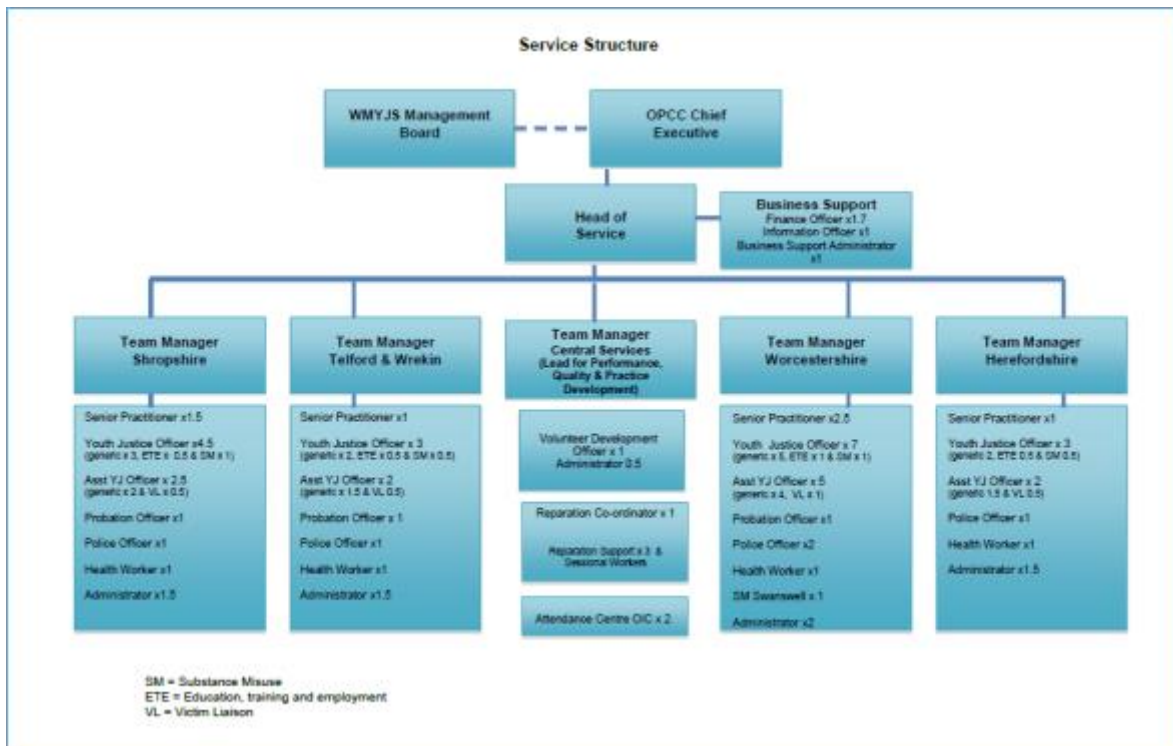 Service Structure
WMYJS Management
Board
OPCC Chief
Executive
Head of
Service
Business Support
Finance Officer x1.7
Information Officer x1
Business Support Administrator
x1
Team Manager
Shropshire
Team Manager
Telford & Wrekin
Team Manager
Central Services
(Lead for Performance,
Quality & Practice
Development)
Team Manager
Worcestershire
Team Manager
Herefordshire
Senior Practitioner x1.5
Youth Justice Officer x4.5
(generic x 3, ETE x 0.5 & SM x 1)
Asst YJ Officer x 2.5
(generic x 2 & VL x 0.5)
Probation Officer x1
Police Officer x1
Health Worker x1
Administrator x1.5
Senior Practitioner x1
Youth Justice Officer x 3
(generic x 2, ETE x 0.5 & SM x 0.5)
Asst YJ Officer x 2
(generic x 1.5 & VL 0.5)
Probation Officer x 1
Police Officer x1
Health Worker x1
Administrator x1.5
Volunteer Development
Officer x 1
Administrator 0.5
Reparation Co-ordinator x 1
Reparation Support x 3 &
Sessional Workers
Attendance Centre OIC x 2
Senior Practitioner x2.5
Youth Justice Officer x 7
(generic x 5, ETE x 1 & SM x 1)
Asst YJ Officer x 5
(generic x 4, VL x 1)
Probation Officer x1
Police Officer x2
Health Worker x1
SM Swanswell x 1
Administrator x2
Senior Practitioner x1
Youth Justice Officer x 3
(generic 2, ETE 0.5 & SM 0.5)
Asst YJ Officer x 2
(generic 1.5 & VL 0.5)
Police Officer x1
Health Worker x1
Administrator x1.5
SM = Substance Misuse
ETE = Education, training and employment
VL = Victim Liaison